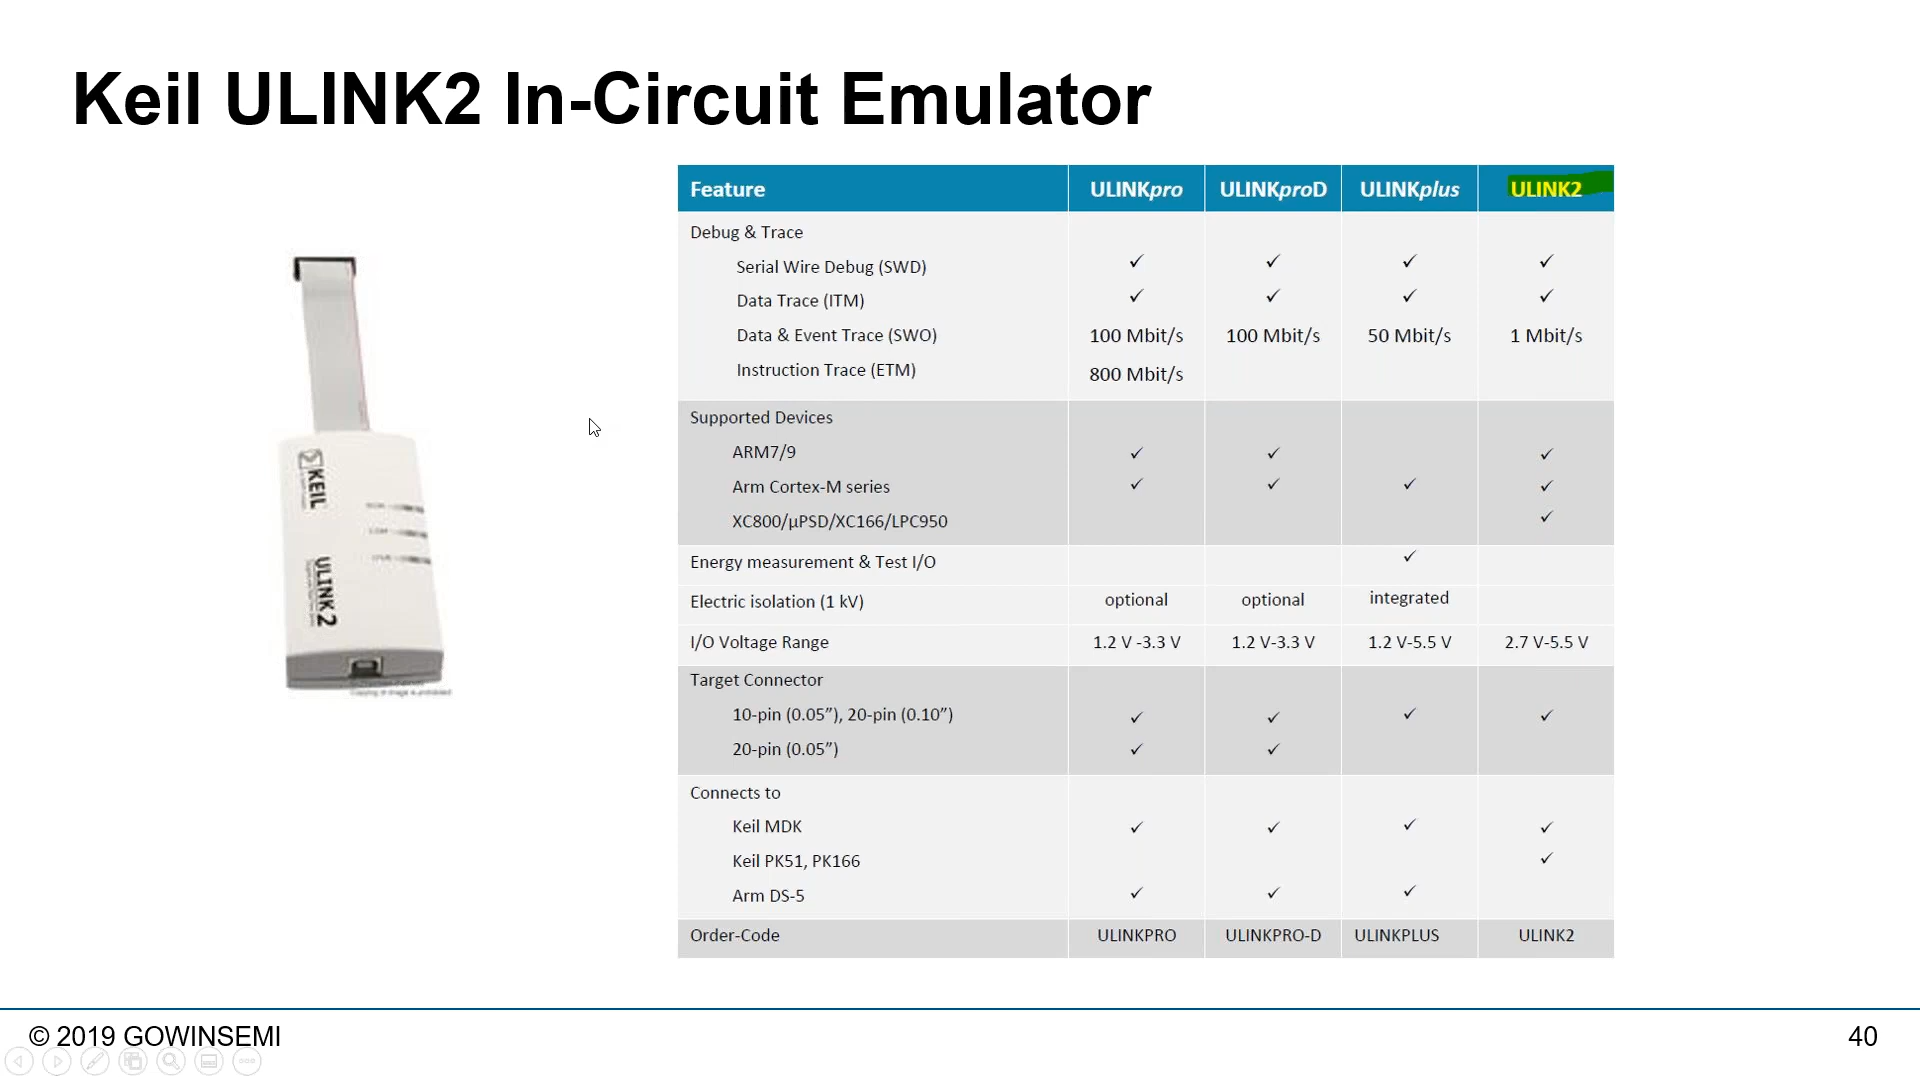 Keil ULINK2 In-Circuit Emulator
KEIL
ULINK2
Feature ULINKpro ULINKproD ULINKplus ULINK2
Debug & Trace
Serial Wire Debug (SWD) ✓ ✓ ✓ ✓
Data Trace (ITM) ✓ ✓ ✓ ✓
Data & Event Trace (SWO) 100 Mbit/s 100 Mbit/s 50 Mbit/s 1 Mbit/s
Instruction Trace (ETM) 800 Mbit/s
Supported Devices
ARM7/9 ✓ ✓ ✓
Arm Cortex-M series ✓ ✓ ✓ ✓
XC800/µPSD/XC166/LPC950 ✓
Energy measurement & Test I/O ✓
Electric isolation (1 kV) optional optional integrated
I/O Voltage Range 1.2 V -3.3 V 1.2 V-3.3 V 1.2 V-5.5 V 2.7 V-5.5 V
Target Connector
10-pin (0.05”), 20-pin (0.10”) ✓ ✓ ✓ ✓
20-pin (0.05”) ✓ ✓
Connects to
Keil MDK ✓ ✓ ✓ ✓
Keil PK51, PK166 ✓
Arm DS-5 ✓ ✓ ✓
Order-Code ULINKPRO ULINKPRO-D ULINKPLUS ULINK2
© 2019 GOWINSEMI
40